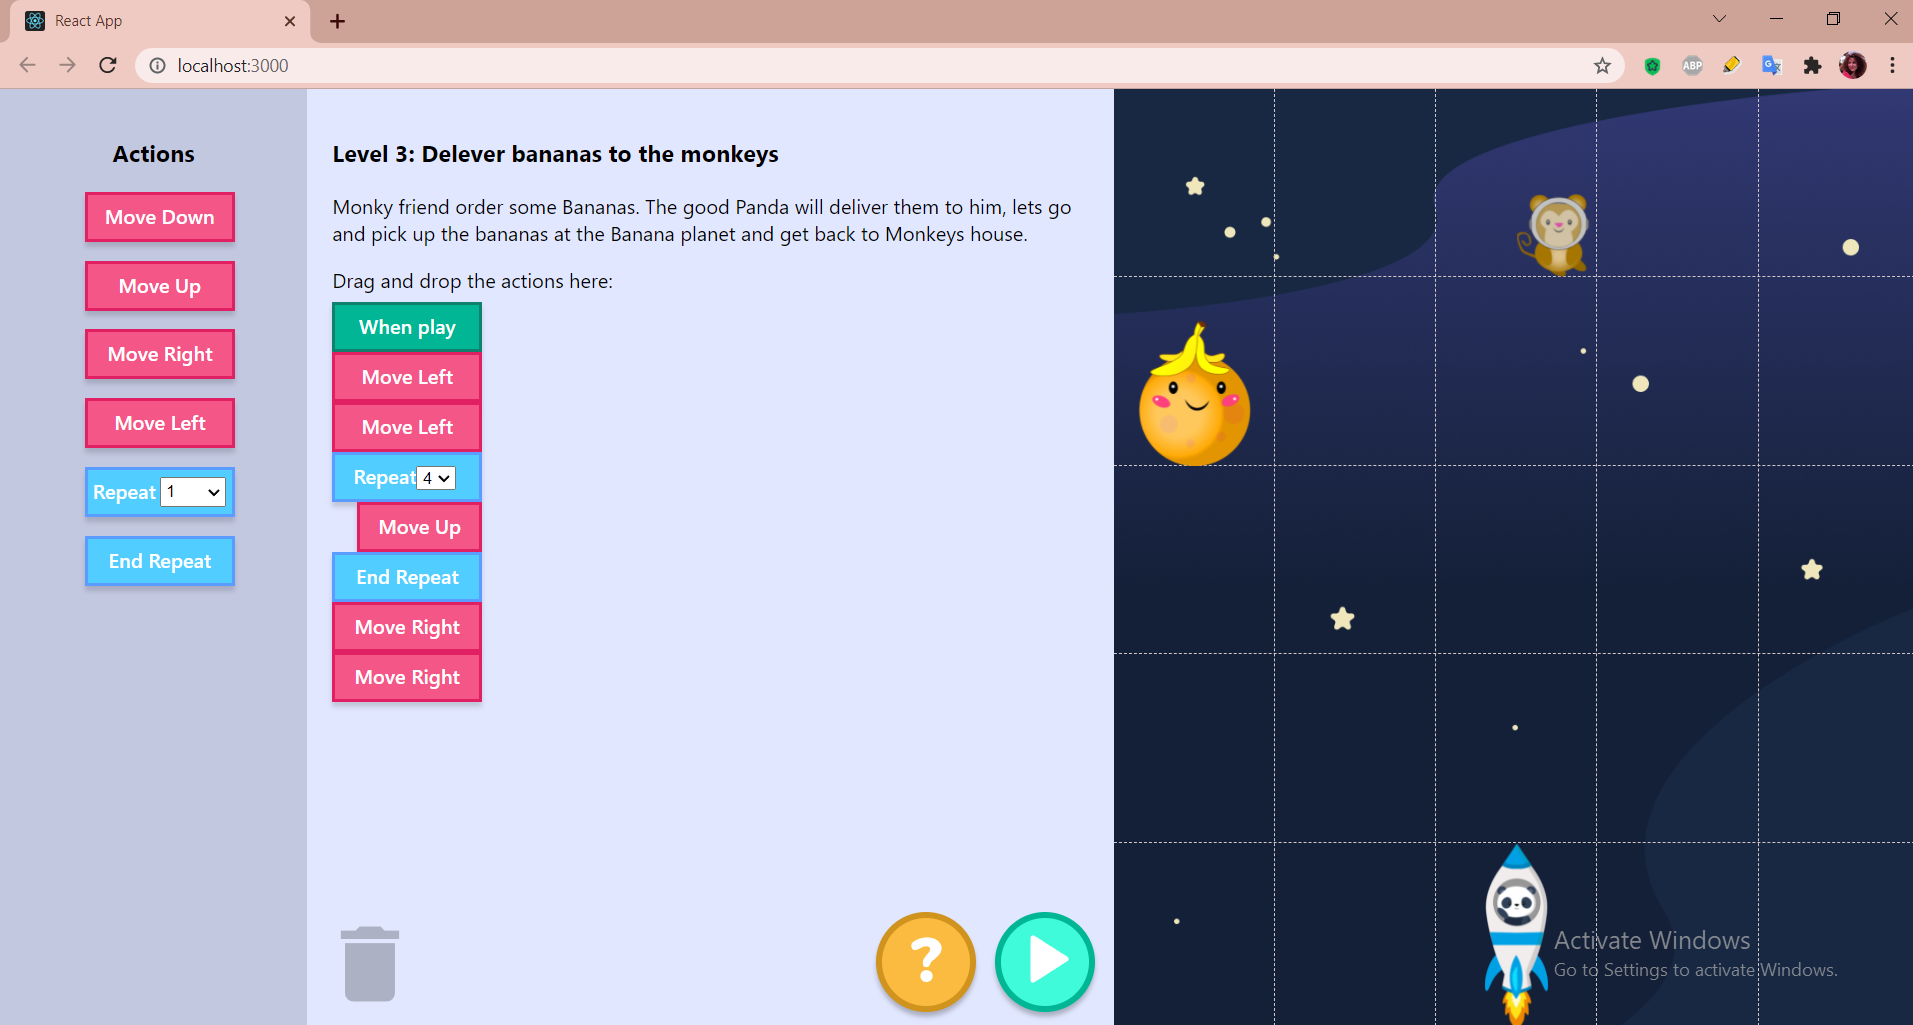 React App
localhost:3000
Actions
Move Down
Move Up
Move Right
Move Left
Repeat 1
End Repeat
Level 3: Delever bananas to the monkeys
Monky friend order some Bananas. The good Panda will deliver them to him, lets go
and pick up the bananas at the Banana planet and get back to Monkeys house.
Drag and drop the actions here:
When play
Move Left
Move Left
Repeat 4
Move Up
End Repeat
Move Right
Move Right
?
ABP
G
Activate Windows
Go to Settings to activate Windows.